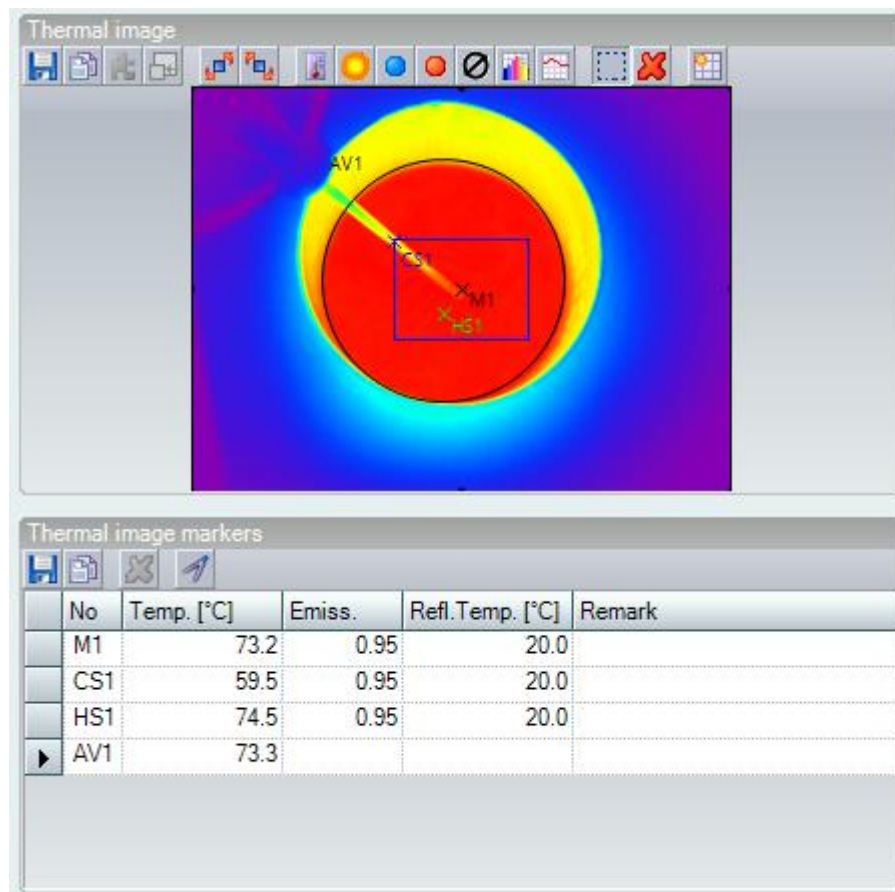 Thermal image
AV1
CS1
M1
HS1
Thermal image markers
No Temp. [°C] Emiss. Refl.Temp. [°C] Remark
M1 73.2 0.95 20.0
CS1 59.5 0.95 20.0
HS1 74.5 0.95 20.0
AV1 73.3